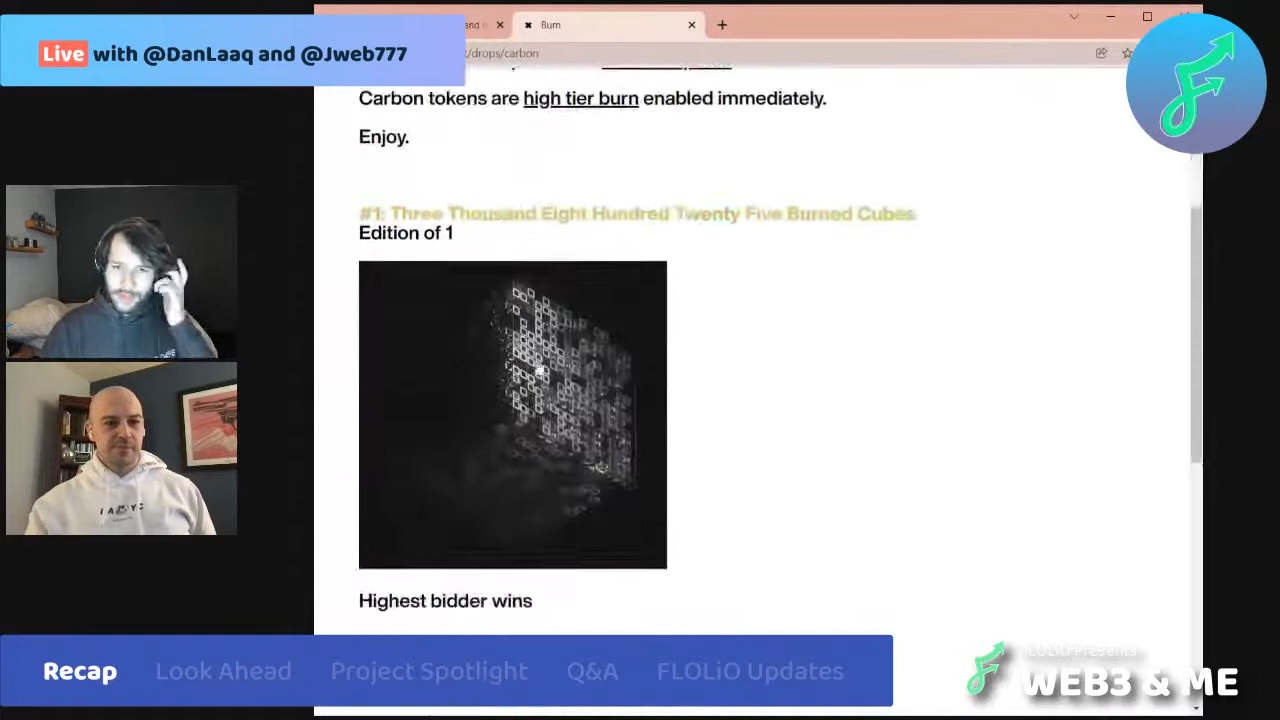 Live with @DanLaaq and @Jweb777
Burn
/drops/carbon
Carbon tokens are high tier burn enabled immediately.
Enjoy.
#1: Three Thousand Eight Hundred Twenty Five Burned Cubes
Edition of 1
Highest bidder wins
Recap Look Ahead Project Spotlight Q&A FLOLiO Updates
FLOLiO Presents
WEB3 & ME